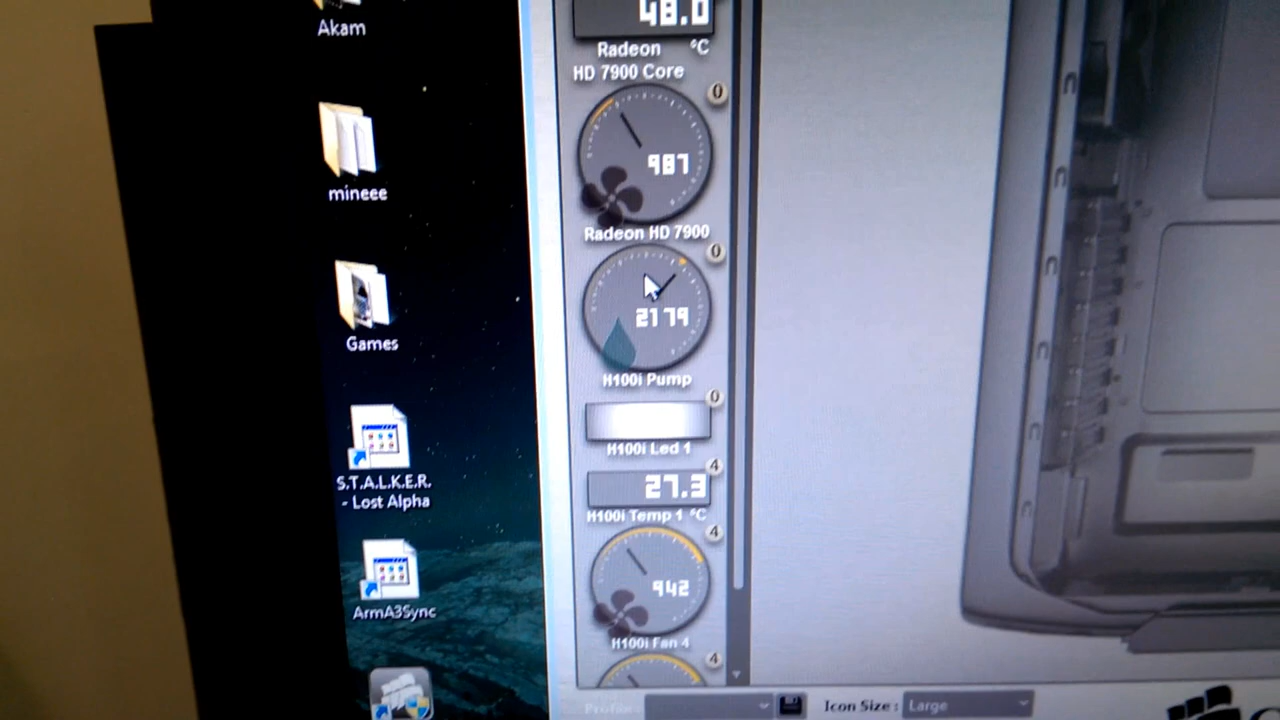 Akam
mineee
Games
S.T.A.L.K.E.R.
- Lost Alpha
ArmA3Sync
48.0
Radeon °C
HD 7900 Core
0
987
Radeon HD 7900
0
2179
H100i Pump
0
H100i Led 1
4
27.3
H100i Temp 1 °C
4
942
H100i Fan 4
4
Profile
Icon Size : Large